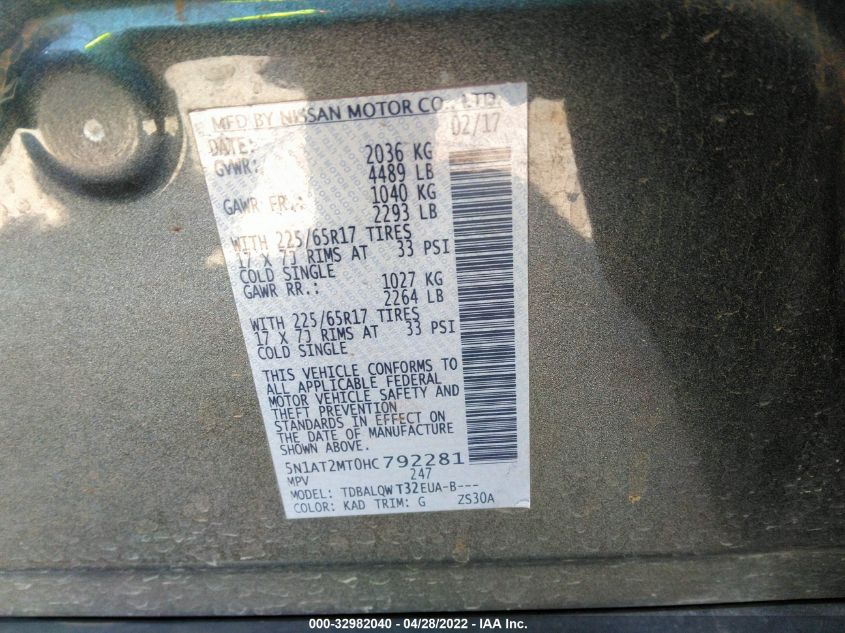 MFD BY NISSAN MOTOR CO., LTD.
DATE: 02/17
GVWR: 2036 KG
4489 LB
GAWR FR.: 1040 KG
2293 LB
WITH 225/65R17 TIRES
17 X 7J RIMS AT 33 PSI
COLD SINGLE
GAWR RR.: 1027 KG
2264 LB
WITH 225/65R17 TIRES
17 X 7J RIMS AT 33 PSI
COLD SINGLE
THIS VEHICLE CONFORMS TO
ALL APPLICABLE FEDERAL
MOTOR VEHICLE SAFETY AND
THEFT PREVENTION
STANDARDS IN EFFECT ON
THE DATE OF MANUFACTURE
SHOWN ABOVE.
5N1AT2MT0HC792281
MPV 247
MODEL: TDBALQWT32EUA-B---
COLOR: KAD TRIM: G ZS30A
000-32982040 - 04/28/2022 - IAA Inc.